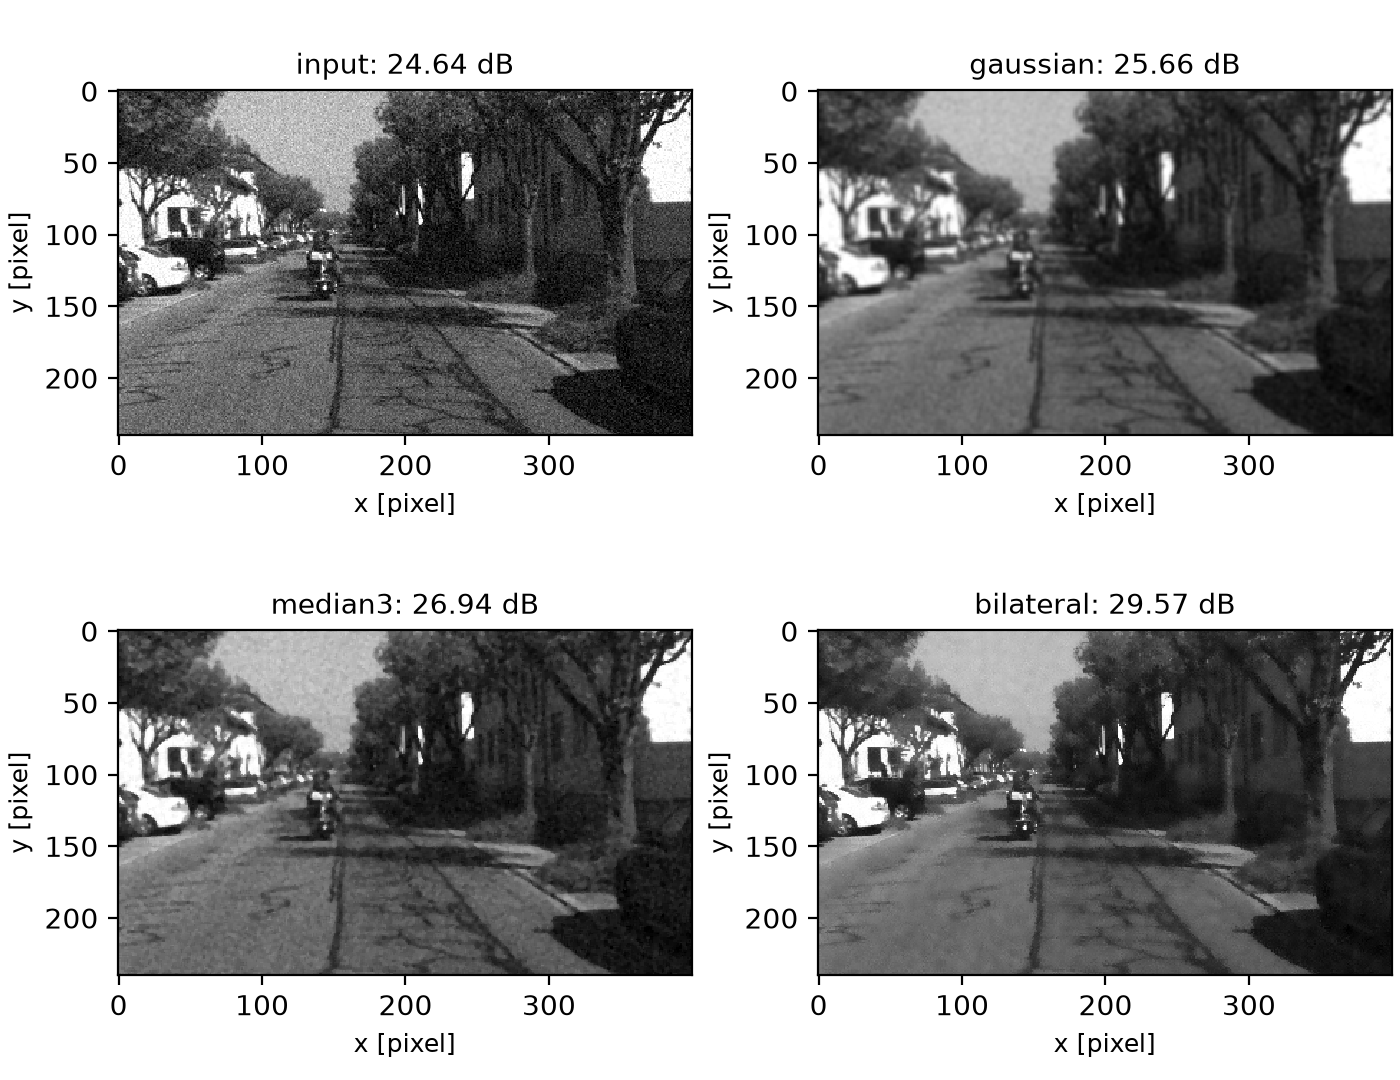 input: 24.64 dB
0
50
100
150
200
y [pixel]
0 100 200 300
x [pixel]
gaussian: 25.66 dB
0
50
100
150
200
y [pixel]
0 100 200 300
x [pixel]
median3: 26.94 dB
0
50
100
150
200
y [pixel]
0 100 200 300
x [pixel]
bilateral: 29.57 dB
0
50
100
150
200
y [pixel]
0 100 200 300
x [pixel]